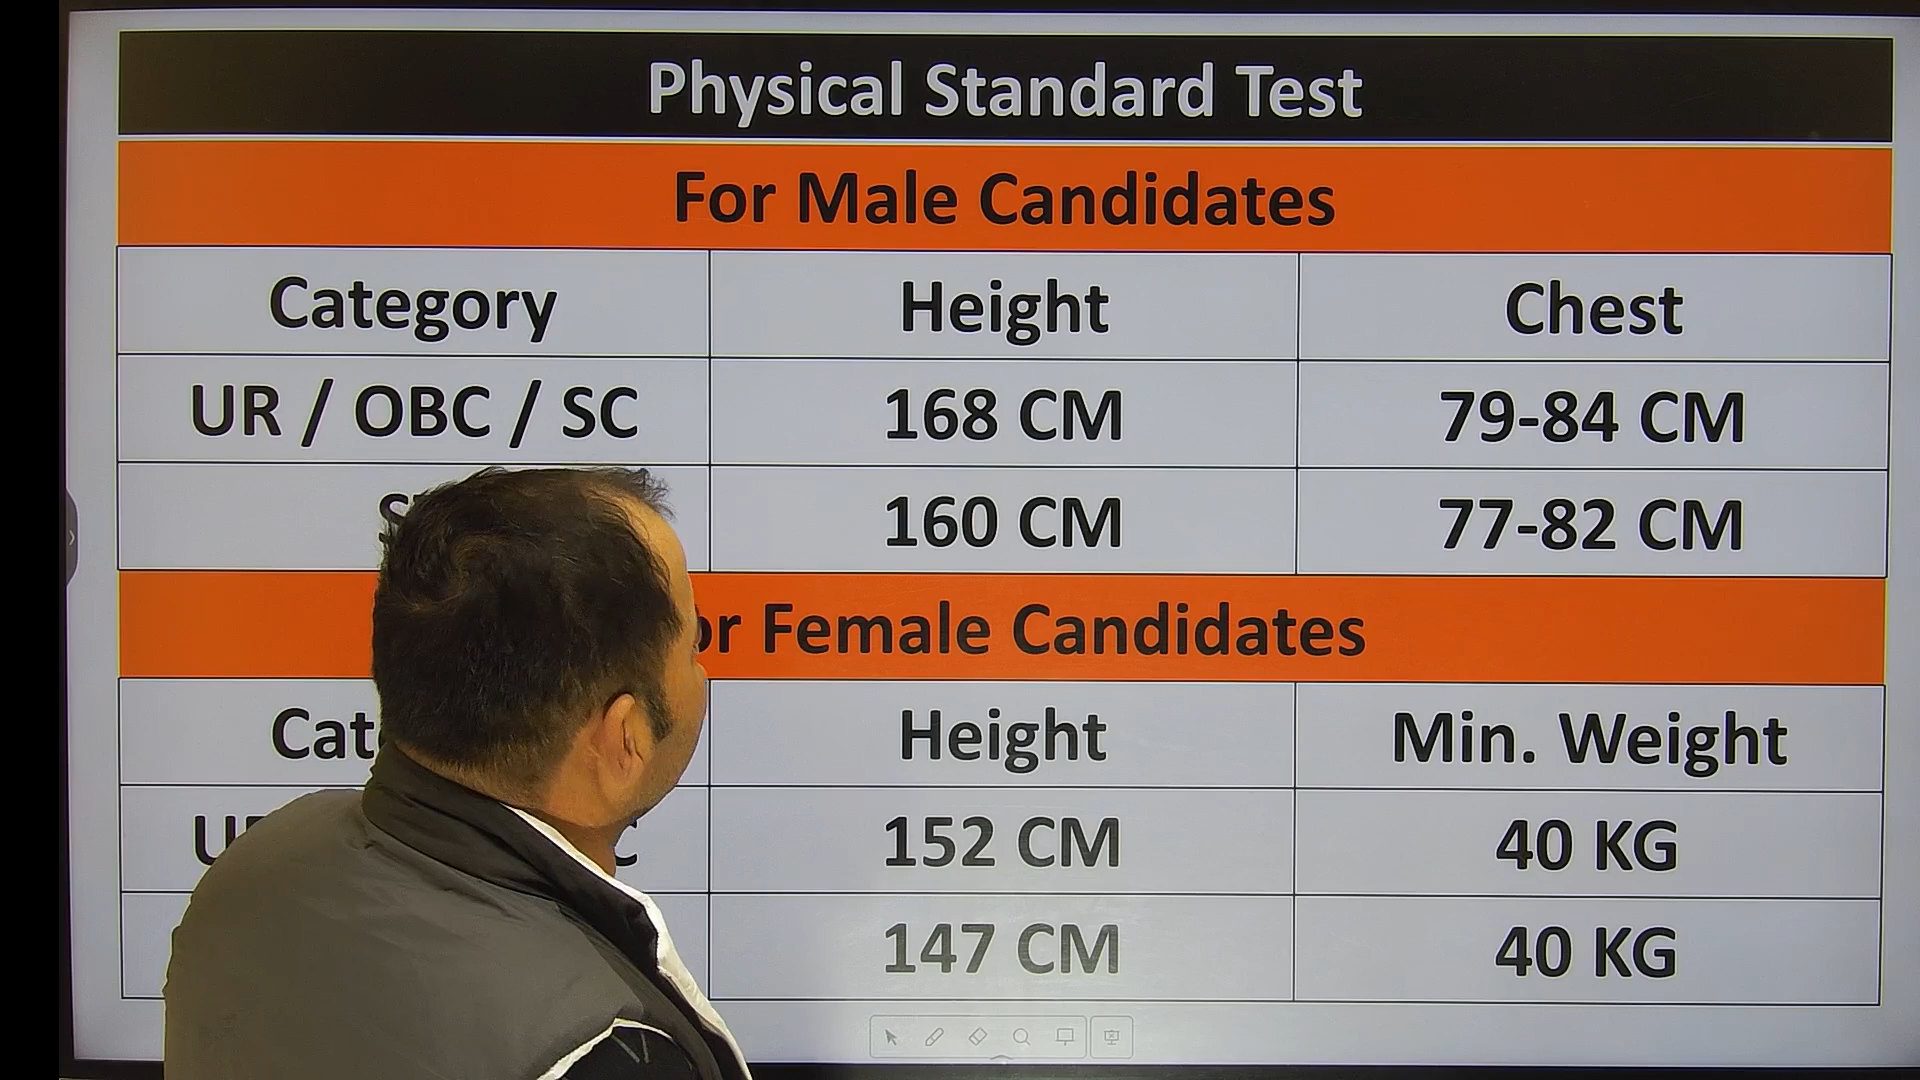 Physical Standard Test
For Male Candidates
Category Height Chest
UR / OBC / SC 168 CM 79-84 CM
160 CM 77-82 CM
Female Candidates
Height Min. Weight
152 CM 40 KG
147 CM 40 KG